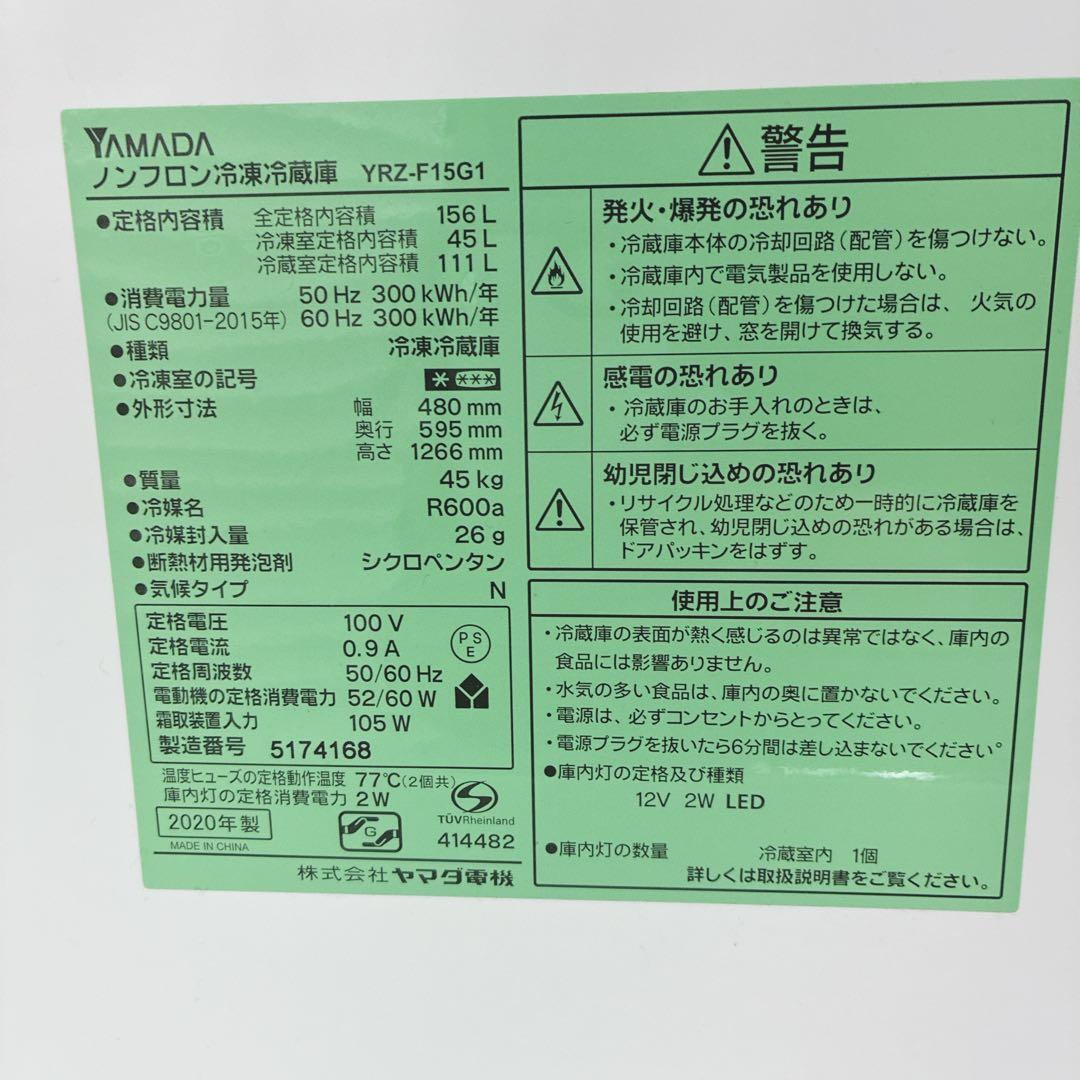 YAMADA
ノンフロン冷凍冷蔵庫 YRZ-F15G1
●定格内容積 全定格内容積 156 L
冷凍室定格内容積 45 L
冷蔵室定格内容積 111 L
●消費電力量 50 Hz 300 kWh/年
(JIS C9801-2015年) 60 Hz 300 kWh/年
●種類 冷凍冷蔵庫
●冷凍室の記号 * ***
●外形寸法 幅 480 mm
奥行 595 mm
高さ 1266 mm
●質量 45 kg
●冷媒名 R600a
●冷媒封入量 26 g
●断熱材用発泡剤 シクロペンタン
●気候タイプ N
定格電圧 100 V
定格電流 0.9 A
定格周波数 50/60 Hz
電動機の定格消費電力 52/60 W
霜取装置入力 105 W
製造番号 5174168
PS
E
温度ヒューズの定格動作温度 77℃(2個共)
庫内灯の定格消費電力 2 W
2020年製
MADE IN CHINA
G
TÜVRheinland
414482
株式会社 ヤマダ電機
警告
発火・爆発の恐れあり
・冷蔵庫本体の冷却回路(配管)を傷つけない。
・冷蔵庫内で電気製品を使用しない。
・冷却回路(配管)を傷つけた場合は、 火気の
使用を避け、窓を開けて換気する。
感電の恐れあり
・冷蔵庫のお手入れのときは、
必ず電源プラグを抜く。
幼児閉じ込めの恐れあり
・リサイクル処理などのため一時的に冷蔵庫を
保管され、幼児閉じ込めの恐れがある場合は、
ドアパッキンをはずす。
使用上のご注意
・冷蔵庫の表面が熱く感じるのは異常ではなく、庫内の
食品には影響ありません。
・水気の多い食品は、庫内の奥に置かないでください。
・電源は、必ずコンセントからとってください。
・電源プラグを抜いたら6分間は差し込まないでください。
●庫内灯の定格及び種類
12V 2W LED
●庫内灯の数量 冷蔵室内 1個
詳しくは取扱説明書をご覧ください。